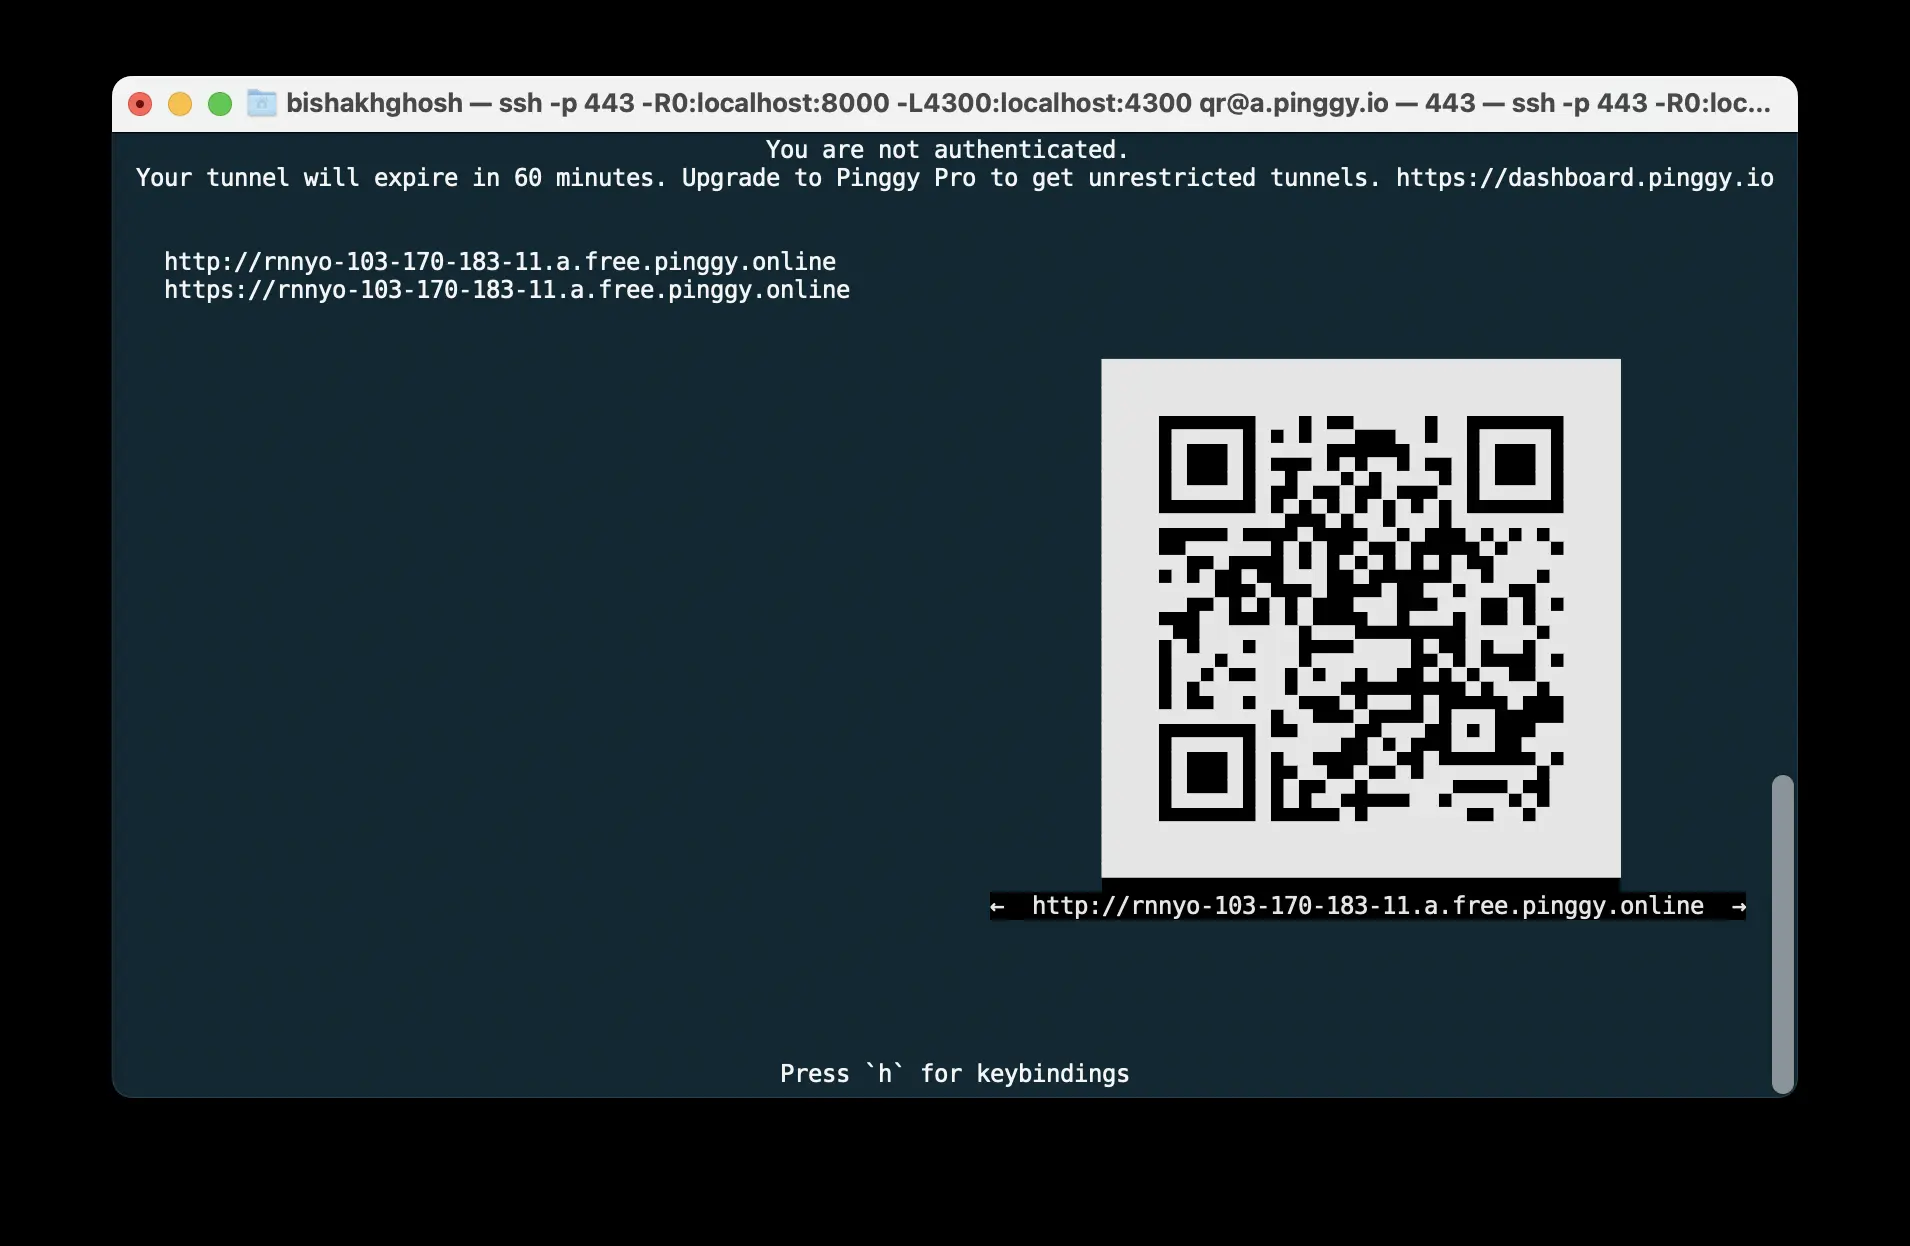 bishakhghosh — ssh -p 443 -R0:localhost:8000 -L4300:localhost:4300 qr@a.pinggy.io — 443 — ssh -p 443 -R0:loc...
You are not authenticated.
Your tunnel will expire in 60 minutes. Upgrade to Pinggy Pro to get unrestricted tunnels. https://dashboard.pinggy.io
http://rnnyo-103-170-183-11.a.free.pinggy.online
https://rnnyo-103-170-183-11.a.free.pinggy.online
← http://rnnyo-103-170-183-11.a.free.pinggy.online →
Press `h` for keybindings